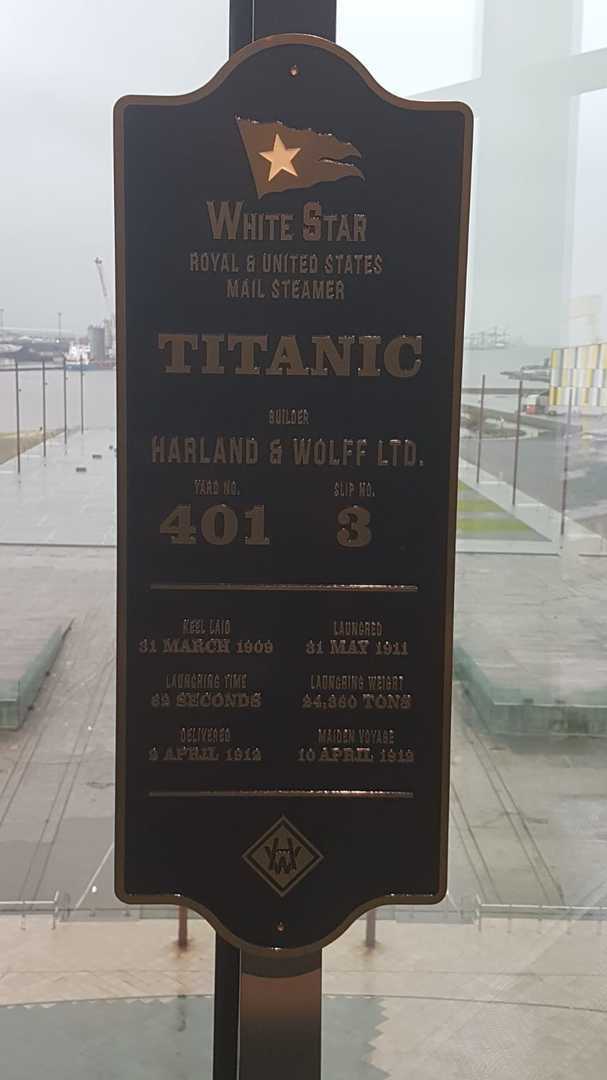 WHITE STAR
ROYAL & UNITED STATES
MAIL STEAMER
TITANIC
BUILDER
HARLAND & WOLFF LTD.
YARD NO. SLIP NO.
401 3
KEEL LAID LAUNCHED
31 MARCH 1909 31 MAY 1911
LAUNCHING TIME LAUNCHING WEIGHT
62 SECONDS 24,360 TONS
DELIVERED MAIDEN VOYAGE
2 APRIL 1912 10 APRIL 1912